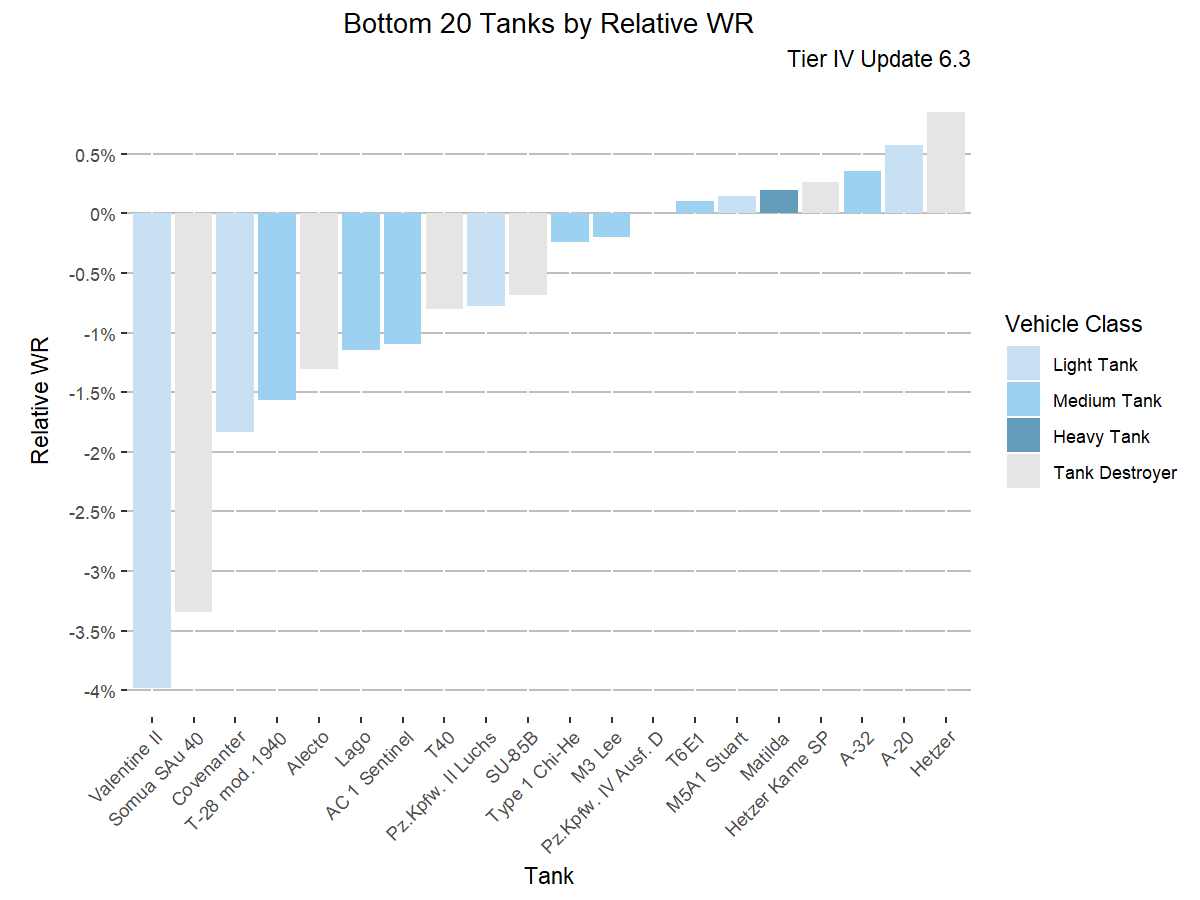 Bottom 20 Tanks by Relative WR
Tier IV Update 6.3
Relative WR
0.5%
0%
-0.5%
-1%
-1.5%
-2%
-2.5%
-3%
-3.5%
-4%
Valentine II
Somua SAu 40
Covenanter
T-28 mod. 1940
Alecto
Lago
AC 1 Sentinel
T40
Pz.Kpfw. II Luchs
SU-85B
Type 1 Chi-He
M3 Lee
Pz.Kpfw. IV Ausf. D
T6E1
M5A1 Stuart
Matilda
Hetzer Kame SP
A-32
A-20
Hetzer
Tank
Vehicle Class
Light Tank
Medium Tank
Heavy Tank
Tank Destroyer